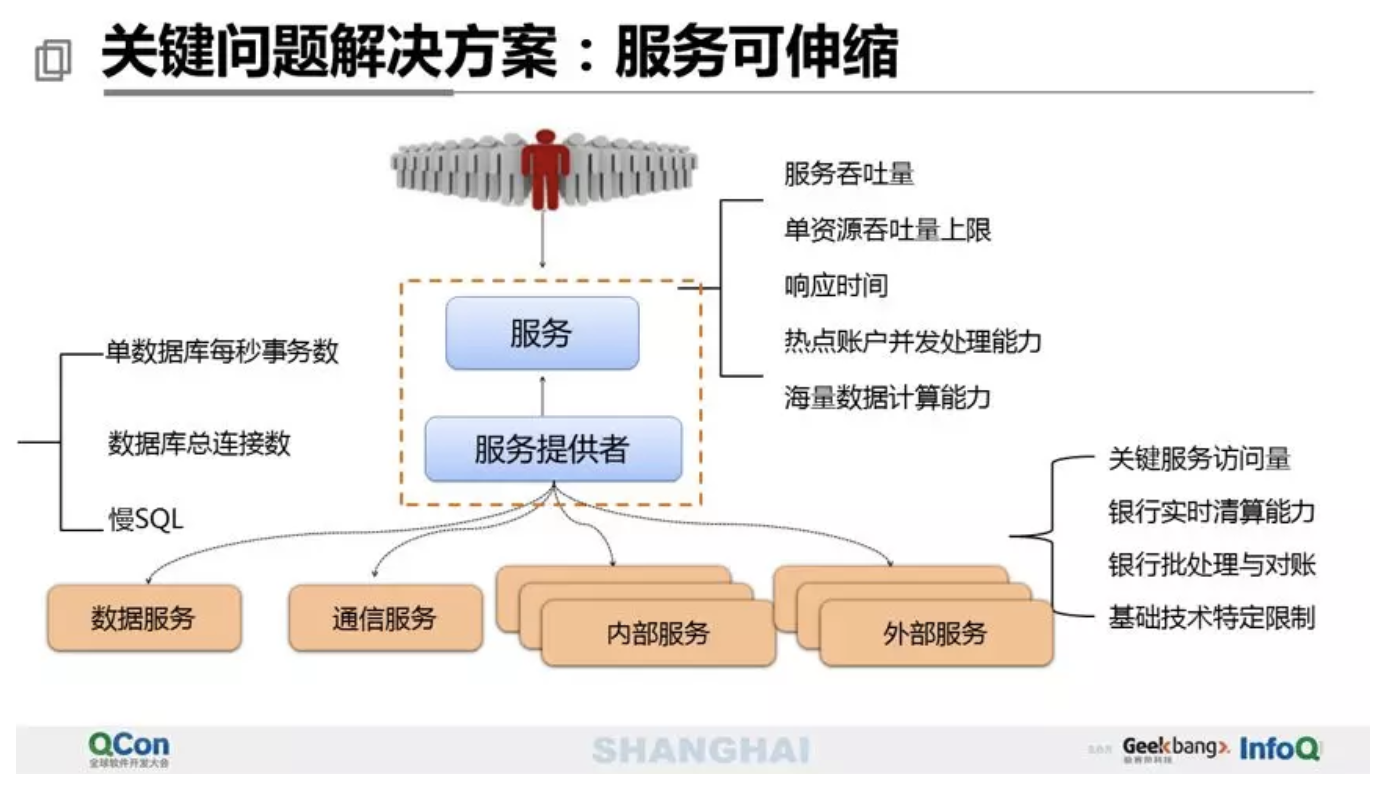 关键问题解决方案：服务可伸缩
服务吞吐量
单资源吞吐量上限
响应时间
热点账户并发处理能力
海量数据计算能力
服务
服务提供者
单数据库每秒事务数
数据库总连接数
慢SQL
关键服务访问量
银行实时清算能力
银行批处理与对账
基础技术特定限制
数据服务
通信服务
内部服务
外部服务
QCon
全球软件开发大会
SHANGHAI
Geekbang>.
极客邦科技
InfoQ